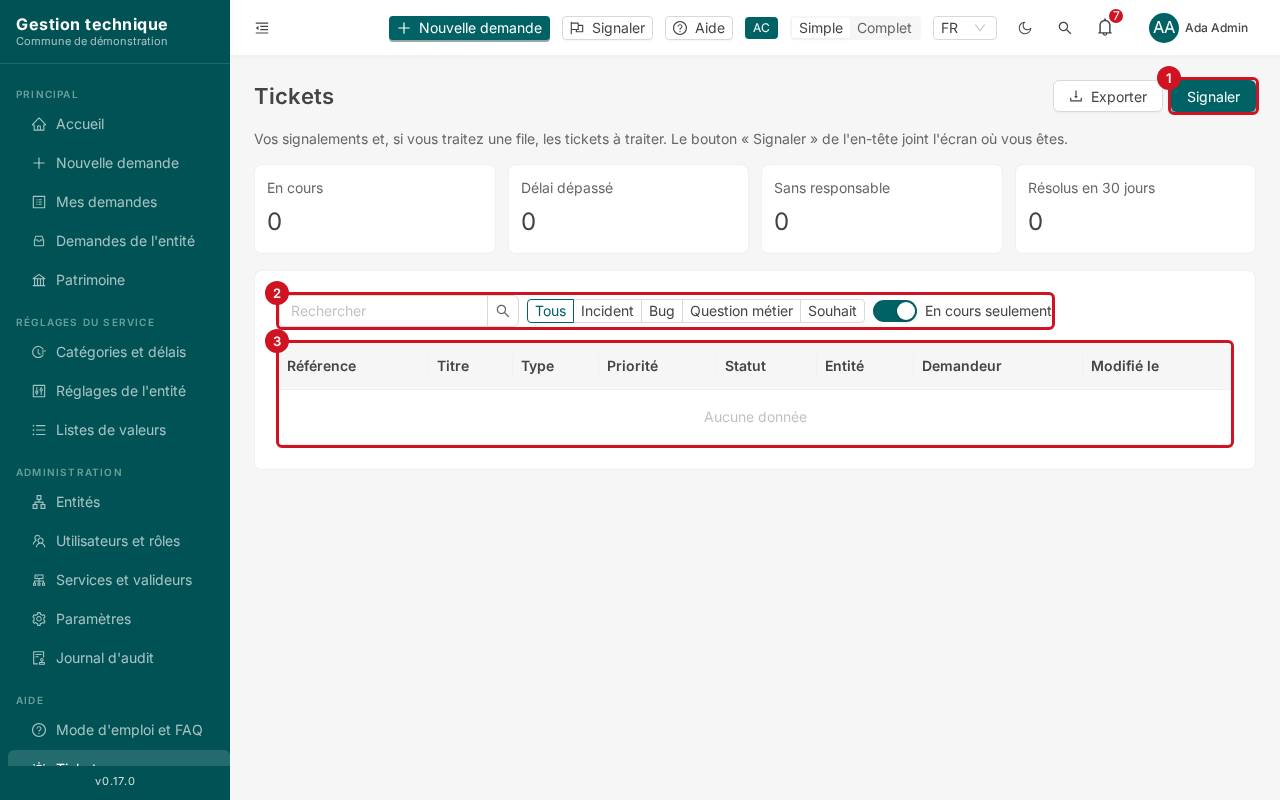 Gestion technique
Commune de démonstration
PRINCIPAL
Accueil
Nouvelle demande
Mes demandes
Demandes de l'entité
Patrimoine
RÉGLAGES DU SERVICE
Catégories et délais
Réglages de l'entité
Listes de valeurs
ADMINISTRATION
Entités
Utilisateurs et rôles
Services et valideurs
Paramètres
Journal d'audit
AIDE
Mode d'emploi et FAQ
v0.17.0
Nouvelle demande Signaler Aide AC Simple Complet FR 7 AA Ada Admin
Tickets
Exporter 1 Signaler
Vos signalements et, si vous traitez une file, les tickets à traiter. Le bouton « Signaler » de l'en-tête joint l'écran où vous êtes.
En cours Délai dépassé Sans responsable Résolus en 30 jours
0 0 0 0
2
Rechercher Tous Incident Bug Question métier Souhait En cours seulement
3
Référence Titre Type Priorité Statut Entité Demandeur Modifié le
Aucune donnée